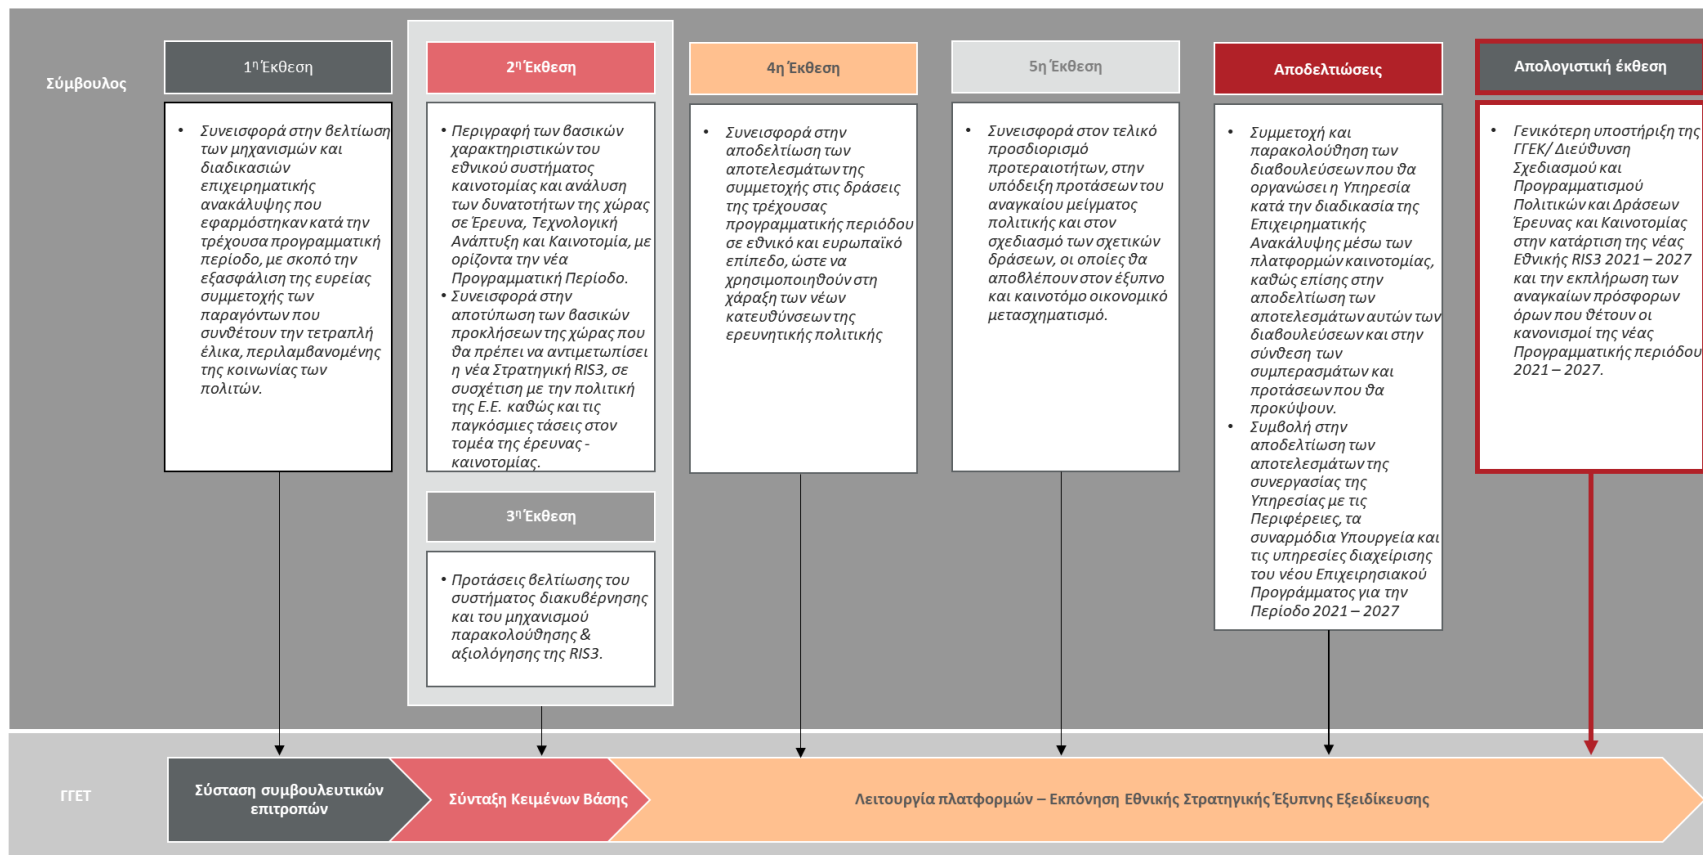 Σύμβουλος
1η Έκθεση
• Συνεισφορά στην βελτίωση
των μηχανισμών και
διαδικασιών
επιχειρηματικής
ανακάλυψης που
εφαρμόστηκαν κατά την
τρέχουσα προγραμματική
περίοδο, με σκοπό την
εξασφάλιση της ευρείας
συμμετοχής των
παραγόντων που
συνθέτουν την τετραπλή
έλικα, περιλαμβανομένης
της κοινωνίας των
πολιτών.
2η Έκθεση
• Περιγραφή των βασικών
χαρακτηριστικών του
εθνικού συστήματος
καινοτομίας και ανάλυση
των δυνατοτήτων της χώρας
σε Έρευνα, Τεχνολογική
Ανάπτυξη και Καινοτομία, με
ορίζοντα την νέα
Προγραμματική Περίοδο.
• Συνεισφορά στην
αποτύπωση των βασικών
προκλήσεων της χώρας που
θα πρέπει να αντιμετωπίσει
η νέα Στρατηγική RIS3, σε
συσχέτιση με την πολιτική
της Ε.Ε. καθώς και τις
παγκόσμιες τάσεις στον
τομέα της έρευνας -
καινοτομίας.
3η Έκθεση
• Προτάσεις βελτίωσης του
συστήματος διακυβέρνησης
και του μηχανισμού
παρακολούθησης &
αξιολόγησης της RIS3.
4η Έκθεση
• Συνεισφορά στην
αποδελτίωση των
αποτελεσμάτων της
συμμετοχής στις δράσεις
της τρέχουσας
προγραμματικής περιόδου
σε εθνικό και ευρωπαϊκό
επίπεδο, ώστε να
χρησιμοποιηθούν στη
χάραξη των νέων
κατευθύνσεων της
ερευνητικής πολιτικής
5η Έκθεση
• Συνεισφορά στον τελικό
προσδιορισμό
προτεραιοτήτων, στην
υπόδειξη προτάσεων του
αναγκαίου μείγματος
πολιτικής και στον
σχεδιασμό των σχετικών
δράσεων, οι οποίες θα
αποβλέπουν στον έξυπνο
και καινοτόμο οικονομικό
μετασχηματισμό.
Αποδελτιώσεις
• Συμμετοχή και
παρακολούθηση των
διαβουλεύσεων που θα
οργανώσει η Υπηρεσία
κατά την διαδικασία της
Επιχειρηματικής
Ανακάλυψης μέσω των
πλατφορμών καινοτομίας,
καθώς επίσης στην
αποδελτίωση των
αποτελεσμάτων αυτών των
διαβουλεύσεων και στην
σύνθεση των
συμπερασμάτων και
προτάσεων που θα
προκύψουν.
• Συμβολή στην
αποδελτίωση των
αποτελεσμάτων της
συνεργασίας της
Υπηρεσίας με τις
Περιφέρειες, τα
συναρμόδια Υπουργεία και
τις υπηρεσίες διαχείρισης
του νέου Επιχειρησιακού
Προγράμματος για την
Περίοδο 2021 – 2027
Απολογιστική έκθεση
• Γενικότερη υποστήριξη της
ΓΓΕΚ/ Διεύθυνση
Σχεδιασμού και
Προγραμματισμού
Πολιτικών και Δράσεων
Έρευνας και Καινοτομίας
στην κατάρτιση της νέας
Εθνικής RIS3 2021 – 2027
και την εκπλήρωση των
αναγκαίων πρόσφορων
όρων που θέτουν οι
κανονισμοί της νέας
Προγραμματικής περιόδου
2021 – 2027.
ΓΓΕΤ
Σύσταση συμβουλευτικών
επιτροπών
Σύνταξη Κειμένων Βάσης
Λειτουργία πλατφορμών – Εκπόνηση Εθνικής Στρατηγικής Έξυπνης Εξειδίκευσης